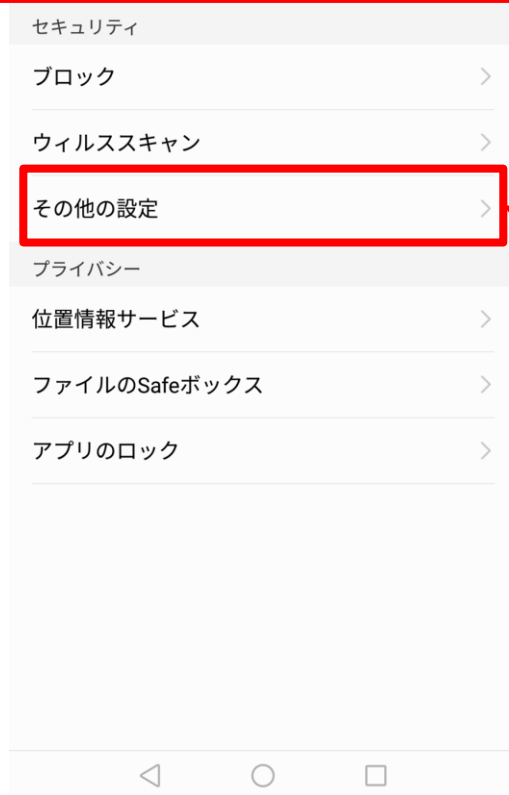 セキュリティ
ブロック
ウィルススキャン
その他の設定
プライバシー
位置情報サービス
ファイルのSafeボックス
アプリのロック